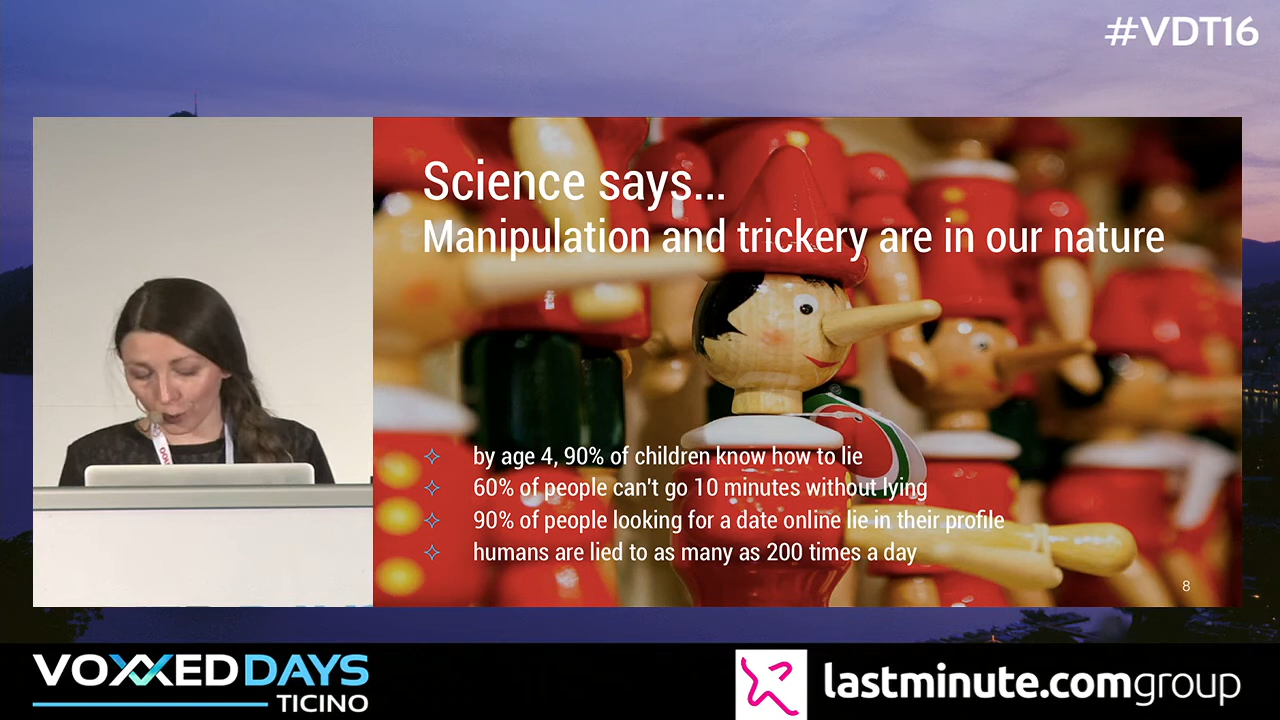 #VDT16
Science says...
Manipulation and trickery are in our nature
by age 4, 90% of children know how to lie
60% of people can't go 10 minutes without lying
90% of people looking for a date online lie in their profile
humans are lied to as many as 200 times a day
8
VOXXED DAYS
TICINO
lastminute.comgroup